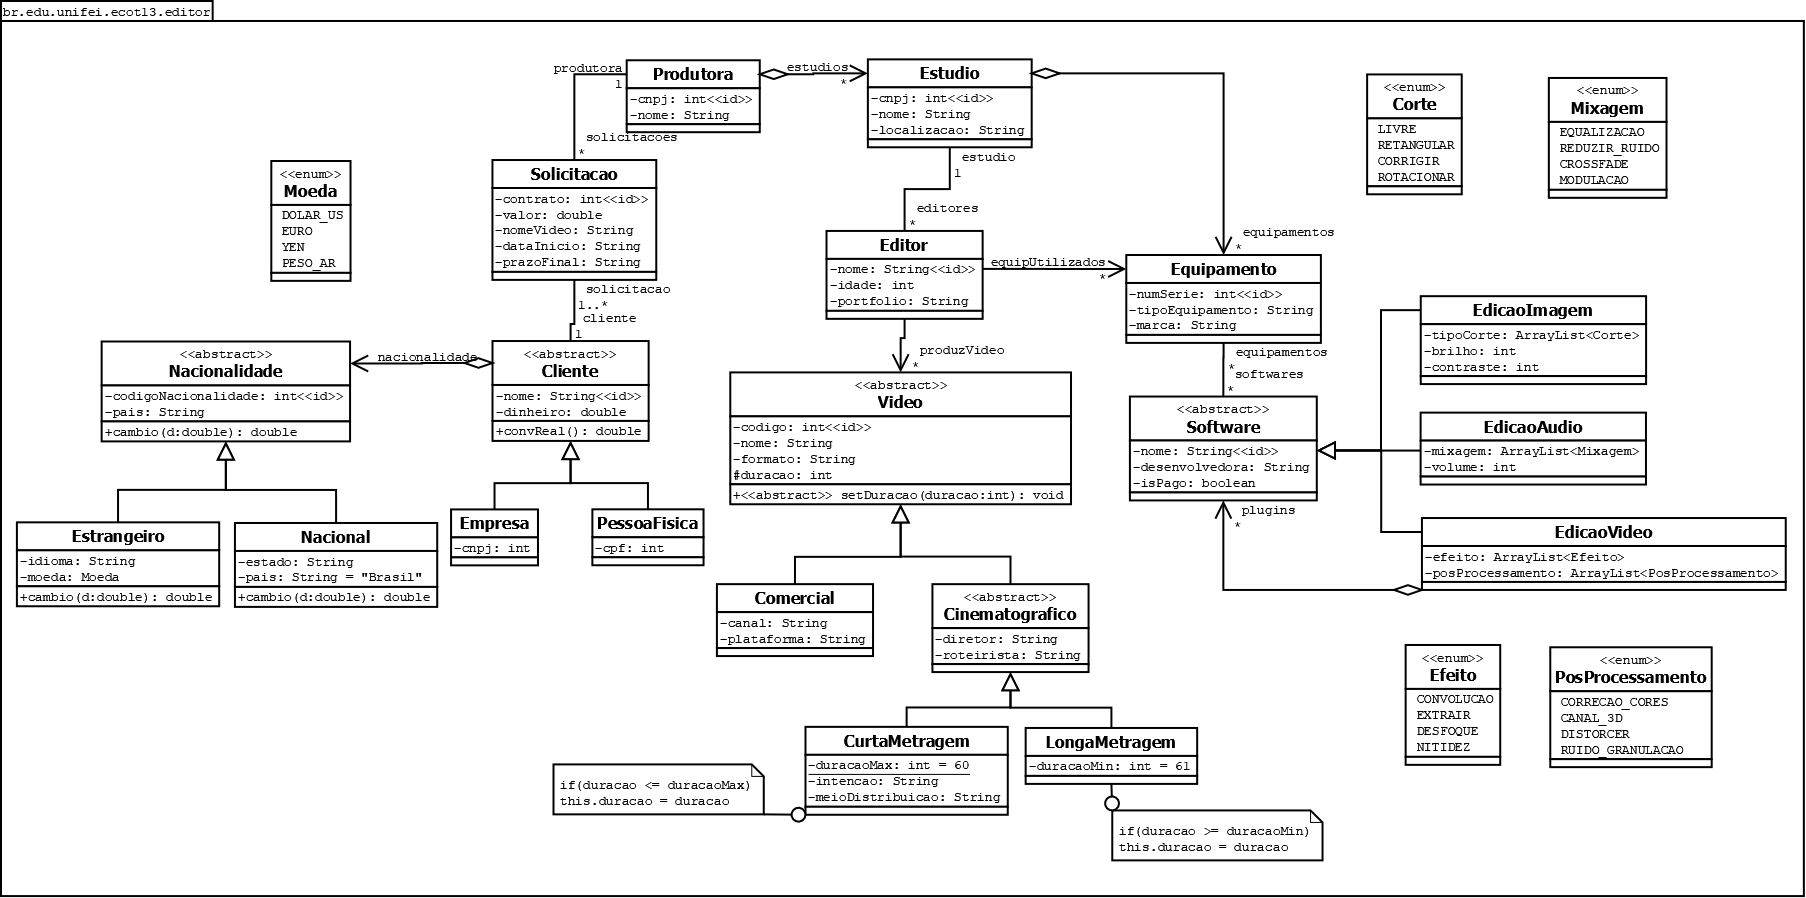 br.edu.unifei.ecot13.editor
produtora
1
Produtora
-cnpj: int<<id>>
-nome: String
estudios
*
Estudio
-cnpj: int<<id>>
-nome: String
-localizacao: String
<<enum>>
Corte
LIVRE
RETANGULAR
CORRIGIR
ROTACIONAR
<<enum>>
Mixagem
EQUALIZACAO
REDUZIR_RUIDO
CROSSFADE
MODULACAO
solicitacoes
*
estudio
1
<<enum>>
Moeda
DOLAR_US
EURO
YEN
PESO_AR
Solicitacao
-contrato: int<<id>>
-valor: double
-nomeVideo: String
-dataInicio: String
-prazoFinal: String
editores
*
Editor
-nome: String<<id>>
-idade: int
-portfolio: String
equipUtilizados
*
equipamentos
*
Equipamento
-numSerie: int<<id>>
-tipoEquipamento: String
-marca: String
solicitacao
1..*
cliente
1
EdicaoImagem
-tipoCorte: ArrayList<Corte>
-brilho: int
-contraste: int
<<abstract>>
Nacionalidade
-codigoNacionalidade: int<<id>>
-pais: String
+cambio(d:double): double
nacionalidade
<<abstract>>
Cliente
-nome: String<<id>>
-dinheiro: double
+convReal(): double
produzVideo
*
equipamentos
*
softwares
*
<<abstract>>
Video
-codigo: int<<id>>
-nome: String
-formato: String
#duracao: int
+<<abstract>> setDuracao(duracao:int): void
<<abstract>>
Software
-nome: String<<id>>
-desenvolvedora: String
-isPago: boolean
EdicaoAudio
-mixagem: ArrayList<Mixagem>
-volume: int
plugins
*
Estrangeiro
-idioma: String
-moeda: Moeda
+cambio(d:double): double
Nacional
-estado: String
-pais: String = "Brasil"
+cambio(d:double): double
Empresa
-cnpj: int
PessoaFisica
-cpf: int
EdicaoVideo
-efeito: ArrayList<Efeito>
-posProcessamento: ArrayList<PosProcessamento>
Comercial
-canal: String
-plataforma: String
<<abstract>>
Cinematografico
-diretor: String
-roteirista: String
<<enum>>
Efeito
CONVOLUCAO
EXTRAIR
DESFOQUE
NITIDEZ
<<enum>>
PosProcessamento
CORRECAO_CORES
CANAL_3D
DISTORCER
RUIDO_GRANULACAO
CurtaMetragem
-duracaoMax: int = 60
-intencao: String
-meioDistribuicao: String
LongaMetragem
-duracaoMin: int = 61
if(duracao <= duracaoMax)
this.duracao = duracao
if(duracao >= duracaoMin)
this.duracao = duracao